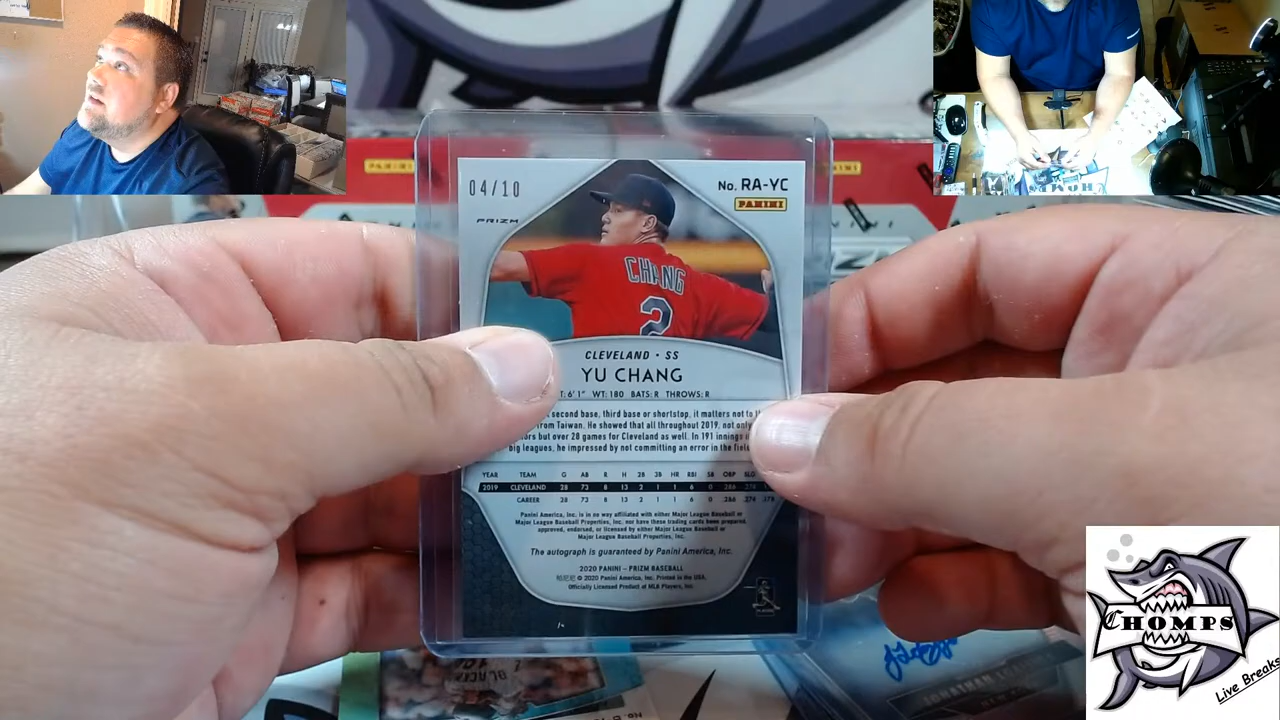 PANINI
PANINI
04/10
No. RA-YC
PANINI
PRIZM
CHANG
2
CLEVELAND • SS
YU CHANG
T: 6'1" WT: 180 BATS: R THROWS: R
second base, third base or shortstop, it matters not to
from Taiwan. He showed that all throughout 2019, not only
but over 28 games for Cleveland as well. In 191 innings
big leagues, he impressed by not committing an error in the field.
YEAR TEAM G AB R H 2B 3B HR RBI SB OBP SLG
2019 CLEVELAND 28 73 8 13 2 1 1 6 0 .286 .274
CAREER 28 73 8 13 2 1 1 6 0 .286 .274 .178
Panini America, Inc. is in no way affiliated with either Major League Baseball or
Major League Baseball Properties, Inc. nor have these trading cards been prepared,
approved, endorsed, or licensed by either Major League Baseball or
Major League Baseball Properties, Inc.
The autograph is guaranteed by Panini America, Inc.
2020 PANINI – PRIZM BASEBALL
© 2020 Panini America, Inc. Printed in the USA.
Officially Licensed Product of MLB Players, Inc.
JONATHAN
CHOMPS
Live Breaks